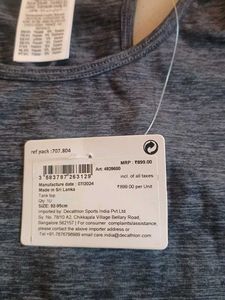 ref pack :707.804
MRP : ₹899.00
Art: 4828600
3 583787 263129
incl. of all taxes
Manufacture date : 07/2024
Made in Sri Lanka
₹899.00 per Unit
Tank top
Qty: 1U
Size: 92-95cm
Imported by: Decathlon Sports India Pvt Ltd
Sy. No. 78/10 A2, Chikkajala Village Bellary Road,
Bangalore 562157 | For consumer complaints/assistance
please contact the above importer address or
tel:+91.7676798989 email care.india@decathlon.com